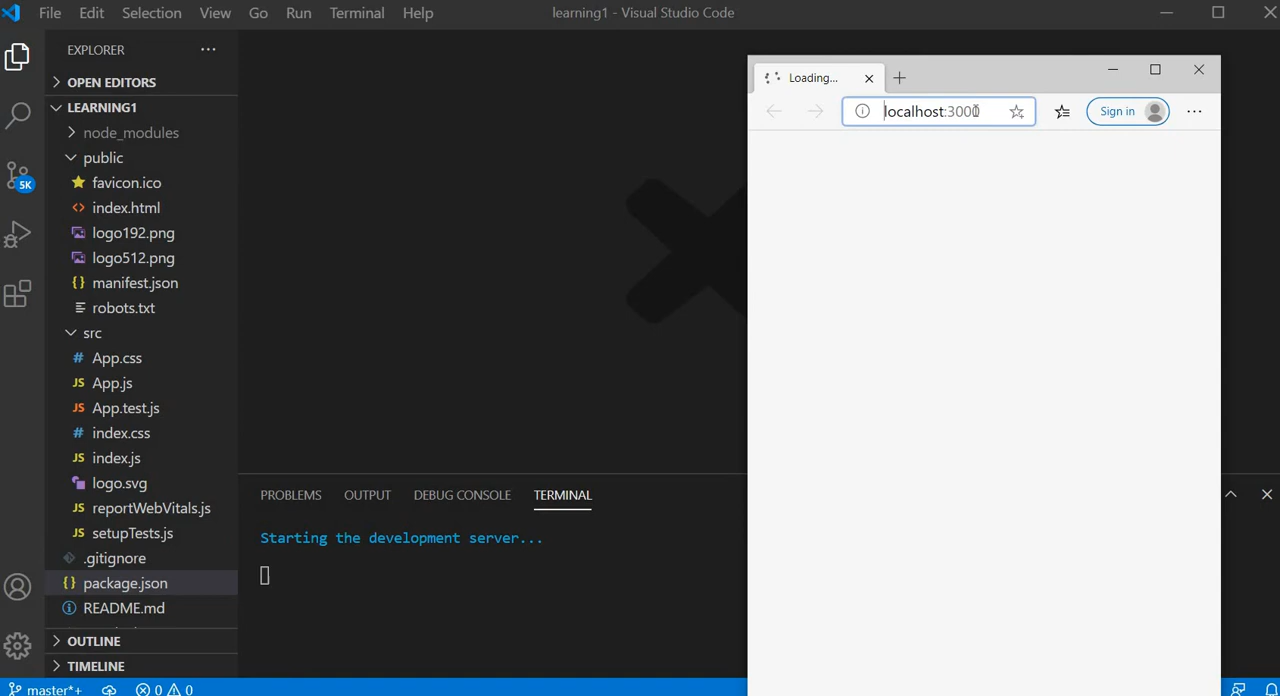 File Edit Selection View Go Run Terminal Help
learning1 - Visual Studio Code
EXPLORER
OPEN EDITORS
LEARNING1
node_modules
public
favicon.ico
index.html
logo192.png
logo512.png
manifest.json
robots.txt
src
App.css
App.js
App.test.js
index.css
index.js
logo.svg
reportWebVitals.js
setupTests.js
.gitignore
package.json
README.md
OUTLINE
TIMELINE
5K
PROBLEMS OUTPUT DEBUG CONSOLE TERMINAL
Starting the development server...
Loading...
localhost:3000
Sign in
master*+ 0 0